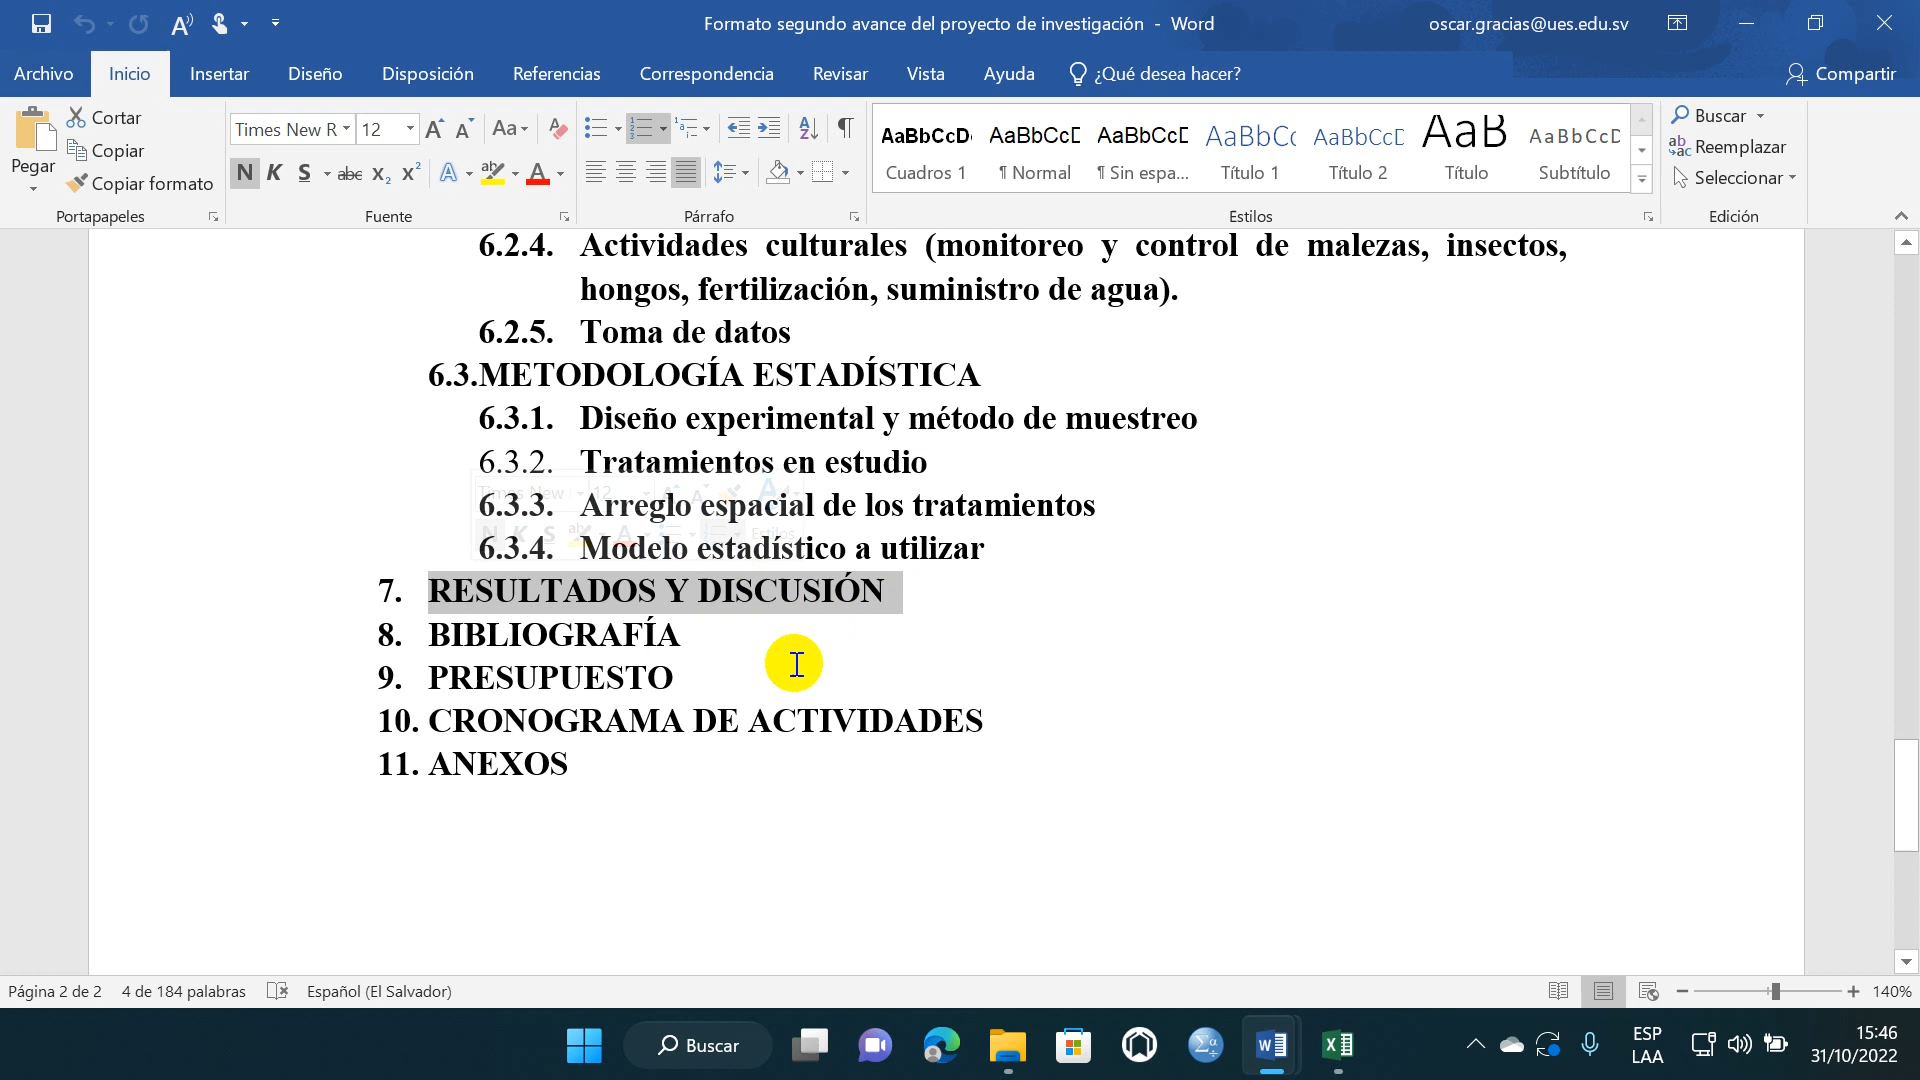 Formato segundo avance del proyecto de investigación - Word
oscar.gracias@ues.edu.sv
Archivo Inicio Insertar Diseño Disposición Referencias Correspondencia Revisar Vista Ayuda ¿Qué desea hacer? Compartir
Pegar
Cortar
Copiar
Copiar formato
Portapapeles
Times New R 12
Aa
N K S abc X₂ X² A ab A
Fuente
Párrafo
AaBbCcD AaBbCcD AaBbCcD AaBbC AaBbCcD AaB AaBbCcD
Cuadros 1 ¶ Normal ¶ Sin espa... Título 1 Título 2 Título Subtítulo
Estilos
Buscar
Reemplazar
Seleccionar
Edición
6.2.4. Actividades culturales (monitoreo y control de malezas, insectos,
hongos, fertilización, suministro de agua).
6.2.5. Toma de datos
6.3.METODOLOGÍA ESTADÍSTICA
6.3.1. Diseño experimental y método de muestreo
6.3.2. Tratamientos en estudio
6.3.3. Arreglo espacial de los tratamientos
6.3.4. Modelo estadístico a utilizar
7. RESULTADOS Y DISCUSIÓN
8. BIBLIOGRAFÍA
9. PRESUPUESTO
10. CRONOGRAMA DE ACTIVIDADES
11. ANEXOS
Página 2 de 2 4 de 184 palabras Español (El Salvador) 140%
Buscar
ESP
LAA
15:46
31/10/2022